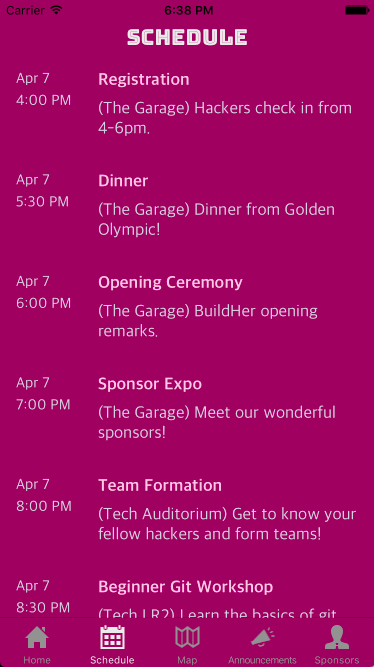 Carrier 6:38 PM
SCHEDULE
Apr 7 Registration
4:00 PM (The Garage) Hackers check in from
4-6pm.
Apr 7 Dinner
5:30 PM (The Garage) Dinner from Golden
Olympic!
Apr 7 Opening Ceremony
6:00 PM (The Garage) BuildHer opening
remarks.
Apr 7 Sponsor Expo
7:00 PM (The Garage) Meet our wonderful
sponsors!
Apr 7 Team Formation
8:00 PM (Tech Auditorium) Get to know your
fellow hackers and form teams!
Apr 7 Beginner Git Workshop
8:30 PM (Tech LR2) Learn the basics of git
Home Schedule Map Announcements Sponsors